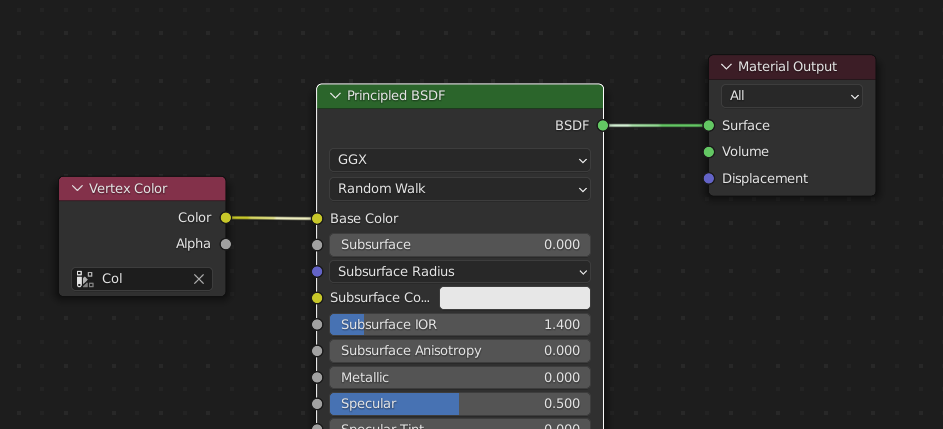 Vertex Color
Color
Alpha
Col
Principled BSDF
BSDF
GGX
Random Walk
Base Color
Subsurface 0.000
Subsurface Radius
Subsurface Co...
Subsurface IOR 1.400
Subsurface Anisotropy 0.000
Metallic 0.000
Specular 0.500
Specular Tint 0.000
Material Output
All
Surface
Volume
Displacement